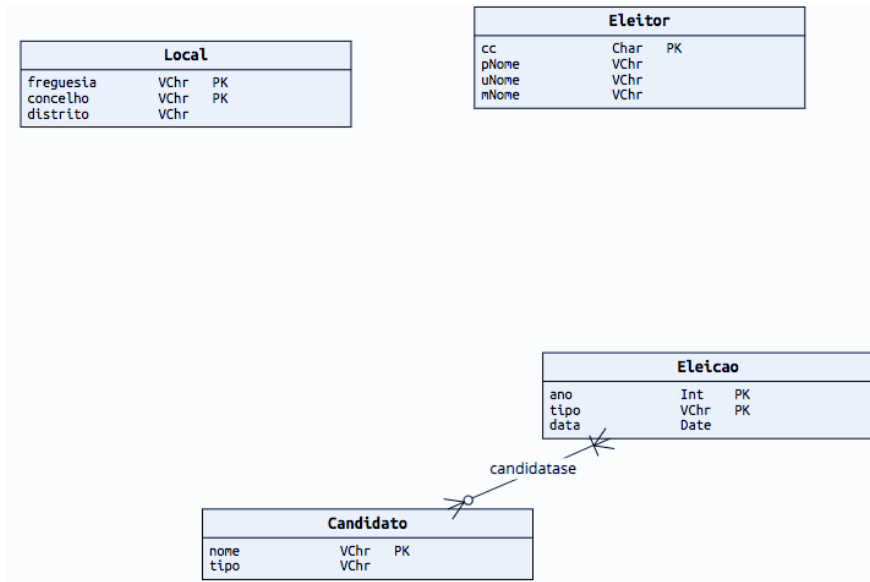 Local
freguesia VChr PK
concelho VChr PK
distrito VChr
Eleitor
cc Char PK
pNome VChr
uNome VChr
mNome VChr
Eleicao
ano Int PK
tipo VChr PK
data Date
candidatase
Candidato
nome VChr PK
tipo VChr